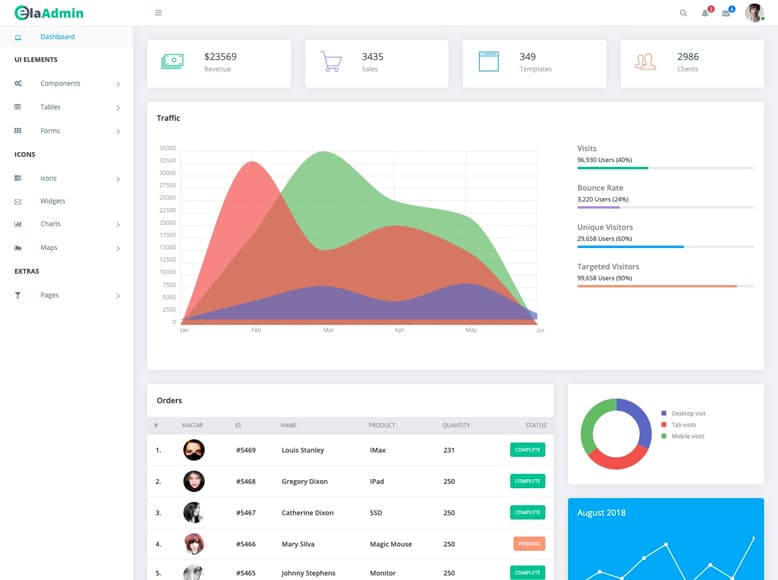 elaAdmin
3
4
Dashboard
UI ELEMENTS
Components
Tables
Forms
ICONS
Icons
Widgets
Charts
Maps
EXTRAS
Pages
$23569
Revenue
3435
Sales
349
Templates
2986
Clients
Traffic
35000
32500
30000
27500
25000
22500
20000
17500
15000
12500
10000
7500
5000
2500
0
Jan
Feb
Mar
Apr
May
Jun
Visits
96,930 Users (40%)
Bounce Rate
3,220 Users (24%)
Unique Visitors
29,658 Users (60%)
Targeted Visitors
99,658 Users (90%)
Orders
# AVATAR ID NAME PRODUCT QUANTITY STATUS
1. #5469 Louis Stanley IMax 231 COMPLETE
2. #5468 Gregory Dixon IPad 250 COMPLETE
3. #5467 Catherine Dixon SSD 250 COMPLETE
4. #5466 Mary Silva Magic Mouse 250 PENDING
5. #5465 Johnny Stephens Monitor 250 COMPLETE
Desktop visit
Tab visits
Mobile visits
August 2018